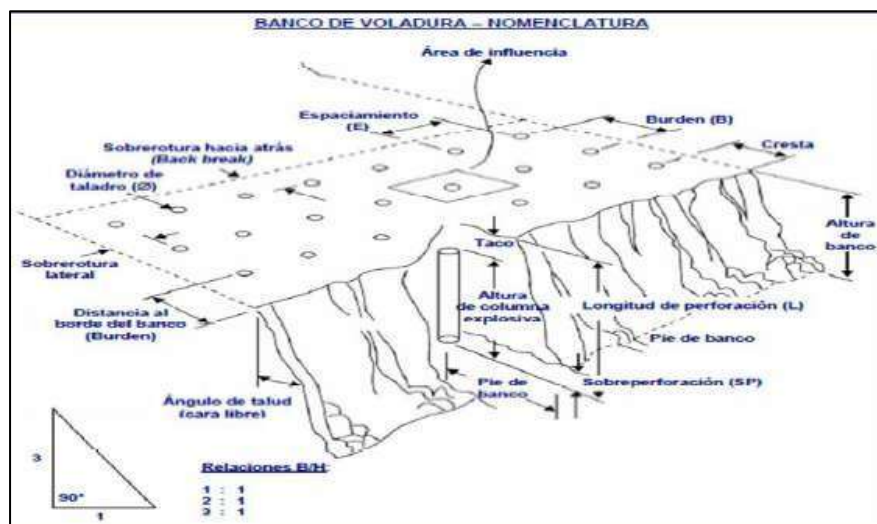 BANCO DE VOLADURA – NOMENCLATURA
Área de influencia
Espaciamiento
(E)
Burden (B)
Sobrerotura hacia atrás
(Back break)
Cresta
Diámetro de
taladro (Ø)
Taco
Altura
de
banco
Sobrerotura
lateral
Altura
de columna
explosiva
Longitud de perforación (L)
Distancia al
borde del banco
(Burden)
Pie de banco
Ángulo de talud
(cara libre)
Pie de
banco
Sobreperforación (SP)
3
90°
1
Relaciones B/H:
1 : 1
2 : 1
3 : 1